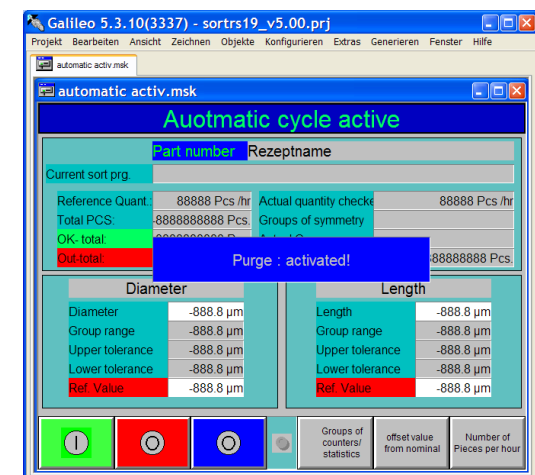 Galileo 5.3.10(3337) - sortrs19_v5.00.prj
Projekt Bearbeiten Ansicht Zeichnen Objekte Konfigurieren Extras Generieren Fenster Hilfe
automatic activ.msk
automatic activ.msk
Auotmatic cycle active
Part number Rezeptname
Current sort prg.
Reference Quant.: 88888 Pcs /hr Actual quantity checke 88888 Pcs /hr
Total PCS: -8888888888 Pcs. Groups of symmetry
OK- total:
Purge : activated!
Out-total: 88888888 Pcs.
Diameter Length
Diameter -888.8 µm Length -888.8 µm
Group range -888.8 µm Group range -888.8 µm
Upper tolerance -888.8 µm Upper tolerance -888.8 µm
Lower tolerance -888.8 µm Lower tolerance -888.8 µm
Ref. Value -888.8 µm Ref. Value -888.8 µm
Groups of
counters/
statistics
offset value
from nominal
Number of
Pieces per hour